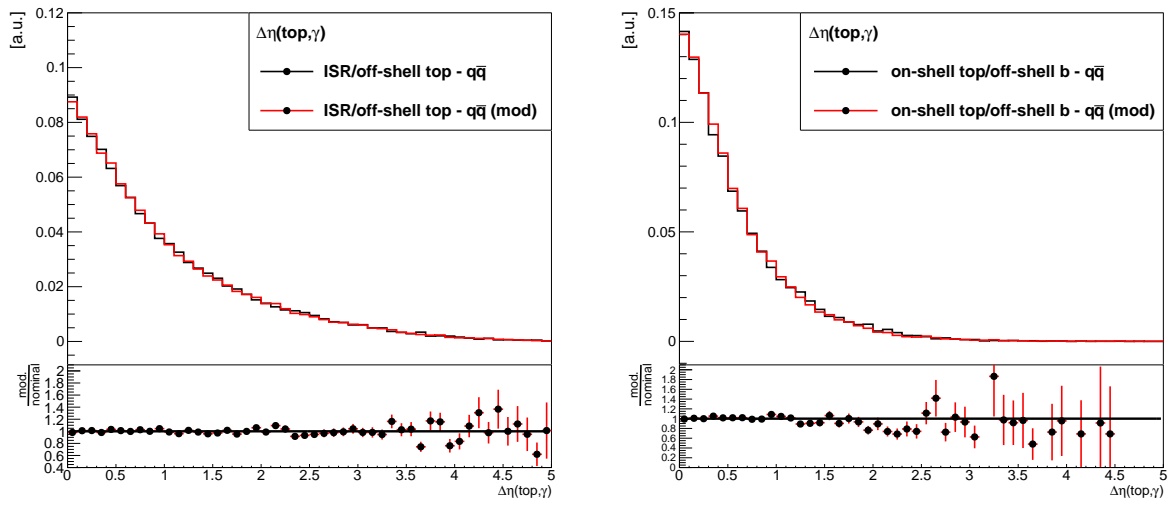 [a.u.]
0.12
0.1
0.08
0.06
0.04
0.02
0
Δη(top,γ)
ISR/off-shell top - qq̅
ISR/off-shell top - qq̅ (mod)
mod.
nominal
2
1.8
1.6
1.4
1.2
1
0.8
0.6
0.4
0 0.5 1 1.5 2 2.5 3 3.5 4 4.5 5
Δη(top,γ)
[a.u.]
0.15
0.1
0.05
0
Δη(top,γ)
on-shell top/off-shell b - qq̅
on-shell top/off-shell b - qq̅ (mod)
mod.
nominal
2
1.8
1.6
1.4
1.2
1
0.8
0.6
0.4
0.2
0
0 0.5 1 1.5 2 2.5 3 3.5 4 4.5 5
Δη(top,γ)